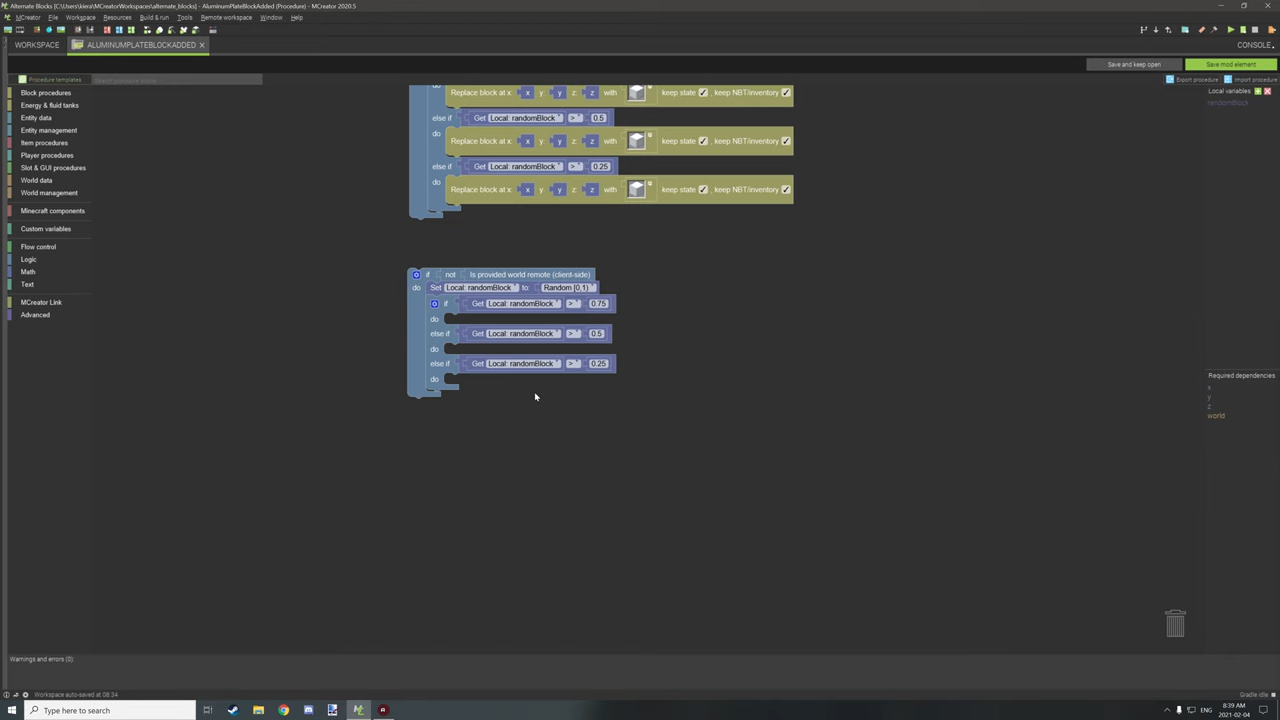 Alternate Blocks [C:\Users\kiera\MCreatorWorkspaces\alternate_blocks] - AluminumPlateBlockAdded (Procedure) - MCreator 2020.5
MCreator File Workspace Resources Build & run Tools Remote workspace Window Help
WORKSPACE ALUMINUMPLATEBLOCKADDED CONSOLE
Save and keep open Save mod element
Procedure templates Export procedure Import procedure
Block procedures
Energy & fluid tanks
Entity data
Entity management
Item procedures
Player procedures
Slot & GUI procedures
World data
World management
Minecraft components
Custom variables
Flow control
Logic
Math
Text
MCreator Link
Advanced
Local variables
randomBlock
do Replace block at x: x y: y z: z with keep state keep NBT/inventory
else if Get Local: randomBlock > 0.5
do Replace block at x: x y: y z: z with keep state keep NBT/inventory
else if Get Local: randomBlock > 0.25
do Replace block at x: x y: y z: z with keep state keep NBT/inventory
if not Is provided world remote (client-side)
do Set Local: randomBlock to: Random [0,1)
if Get Local: randomBlock > 0.75
do
else if Get Local: randomBlock > 0.5
do
else if Get Local: randomBlock > 0.25
do
Required dependencies
x
y
z
world
Warnings and errors (0):
Workspace auto-saved at 08:34 Gradle idle
Type here to search ENG 8:39 AM
2021-02-04